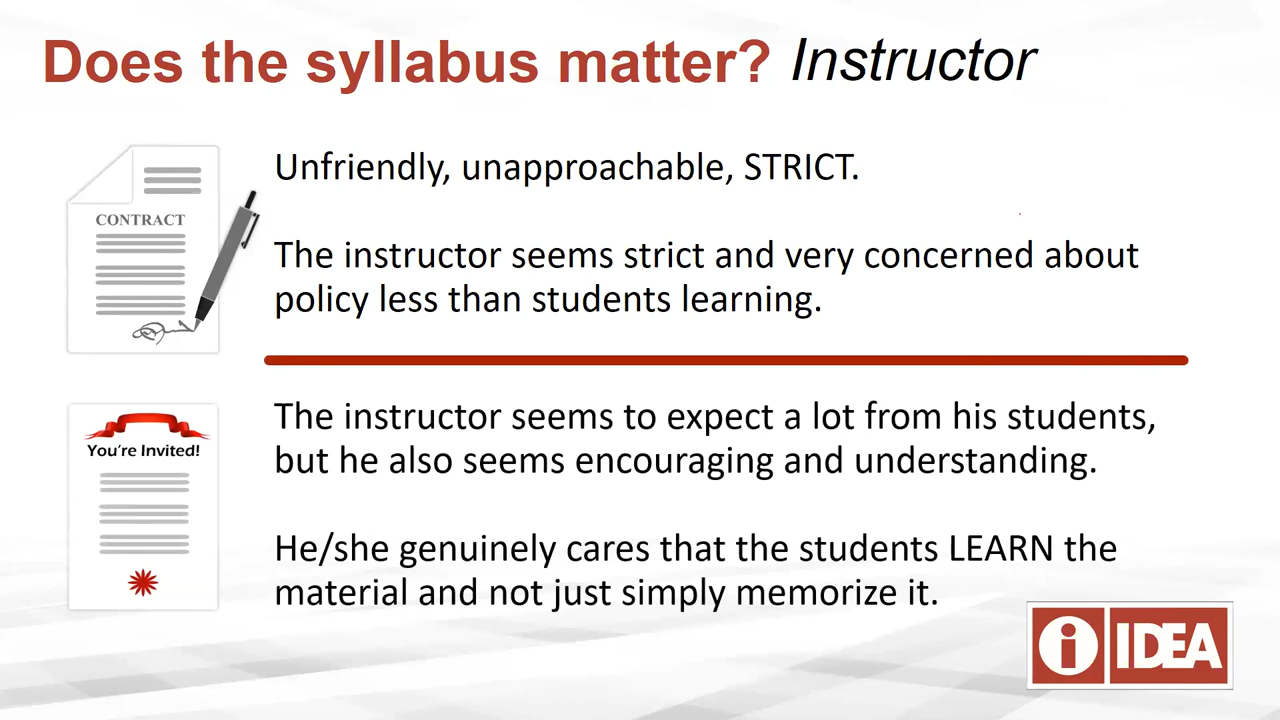 Does the syllabus matter? Instructor
Unfriendly, unapproachable, STRICT.
CONTRACT
The instructor seems strict and very concerned about
policy less than students learning.
You're Invited!
The instructor seems to expect a lot from his students,
but he also seems encouraging and understanding.
He/she genuinely cares that the students LEARN the
material and not just simply memorize it.
i IDEA